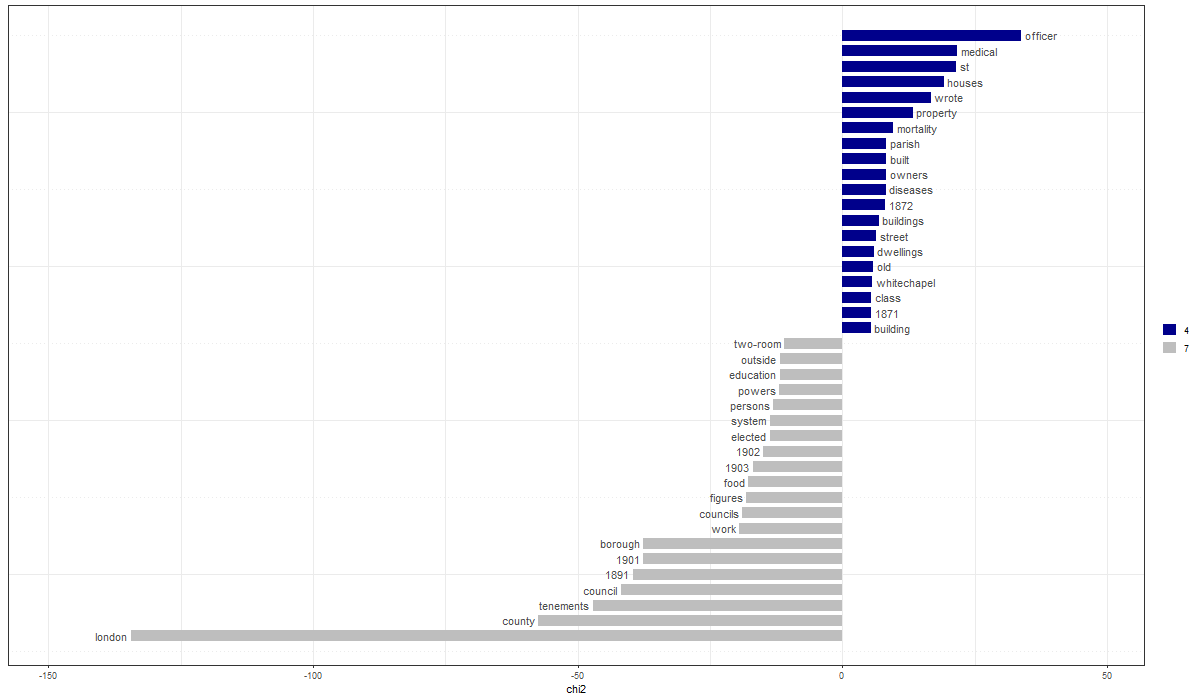 officer
medical
st
houses
wrote
property
mortality
parish
built
owners
diseases
1872
buildings
street
dwellings
old
whitechapel
class
1871
building
two-room
outside
education
powers
persons
system
elected
1902
1903
food
figures
councils
work
borough
1901
1891
council
tenements
county
london
4
7
-150 -100 -50 0 50
chi2